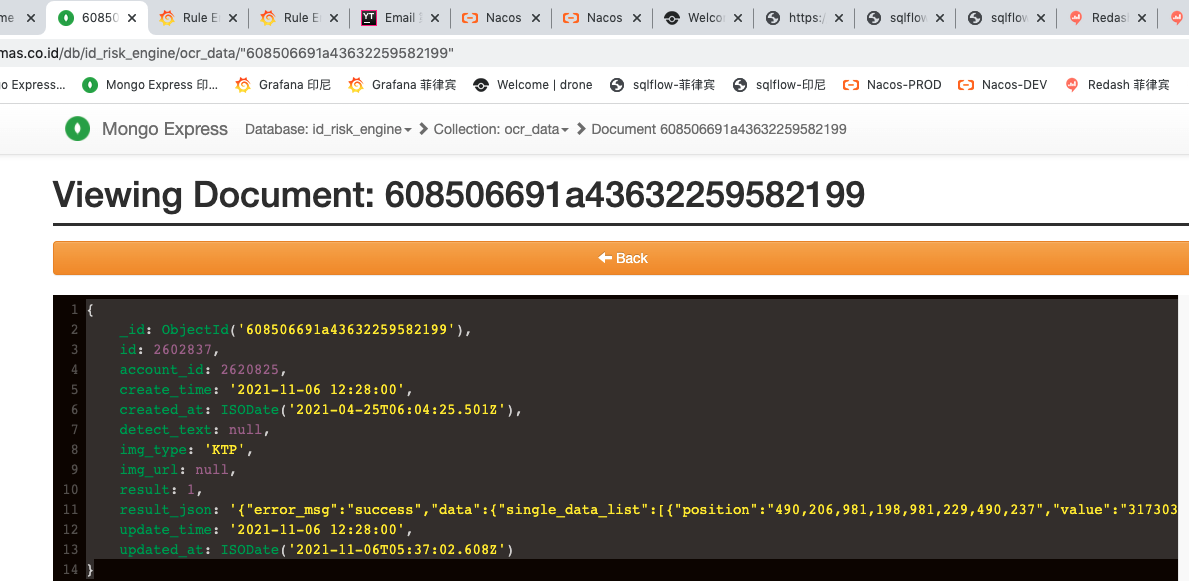 me
6085(
Rule E
Rule E
Email
Nacos
Nacos
Welco
https:/
sqlflow
sqlflow
Redas
mas.co.id/db/id_risk_engine/ocr_data/"608506691a43632259582199"
o Express...
Mongo Express 印...
Grafana 印尼
Grafana 菲律宾
Welcome | drone
sqlflow-菲律宾
sqlflow-印尼
Nacos-PROD
Nacos-DEV
Redash 菲律宾
Mongo Express
Database: id_risk_engine
Collection: ocr_data
Document 608506691a43632259582199
Viewing Document: 608506691a43632259582199
Back
1 {
2 _id: ObjectId('608506691a43632259582199'),
3 id: 2602837,
4 account_id: 2620825,
5 create_time: '2021-11-06 12:28:00',
6 created_at: ISODate('2021-04-25T06:04:25.501Z'),
7 detect_text: null,
8 img_type: 'KTP',
9 img_url: null,
10 result: 1,
11 result_json: '{"error_msg":"success","data":{"single_data_list":[{"position":"490,206,981,198,981,229,490,237","value":"317303
12 update_time: '2021-11-06 12:28:00',
13 updated_at: ISODate('2021-11-06T05:37:02.608Z')
14 }